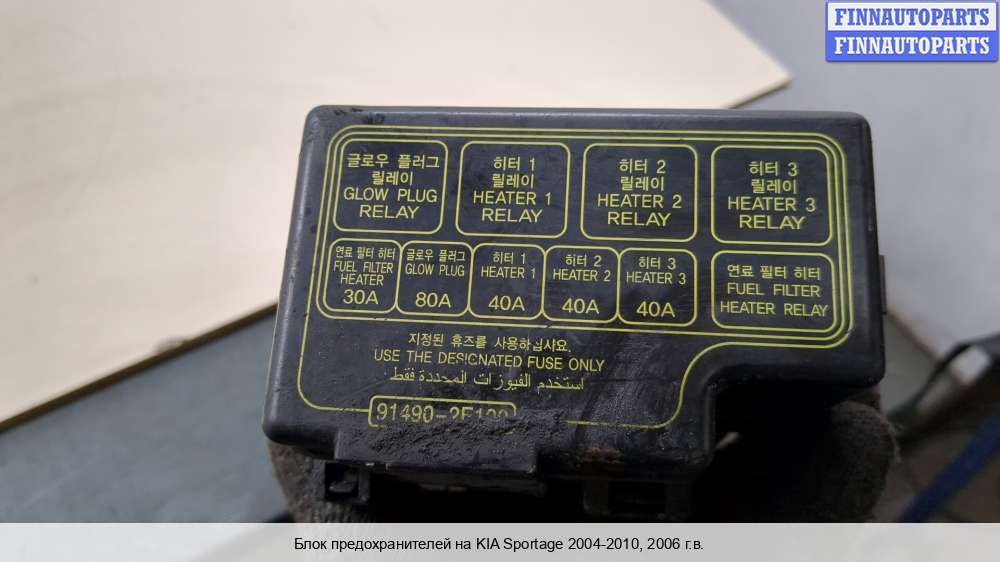 FINNAUTOPARTS
FINNAUTOPARTS
글로우 플러그
릴레이
GLOW PLUG
RELAY
히터 1
릴레이
HEATER 1
RELAY
히터 2
릴레이
HEATER 2
RELAY
히터 3
릴레이
HEATER 3
RELAY
연료 필터 히터
FUEL FILTER
HEATER
30A
글로우 플러그
GLOW PLUG
80A
히터 1
HEATER 1
40A
히터 2
HEATER 2
40A
히터 3
HEATER 3
40A
연료 필터 히터
FUEL FILTER
HEATER RELAY
지정된 휴즈를 사용하십시요.
USE THE DESIGNATED FUSE ONLY
استخدم الفيوزات المحددة فقط
Блок предохранителей на KIA Sportage 2004-2010, 2006 г.в.